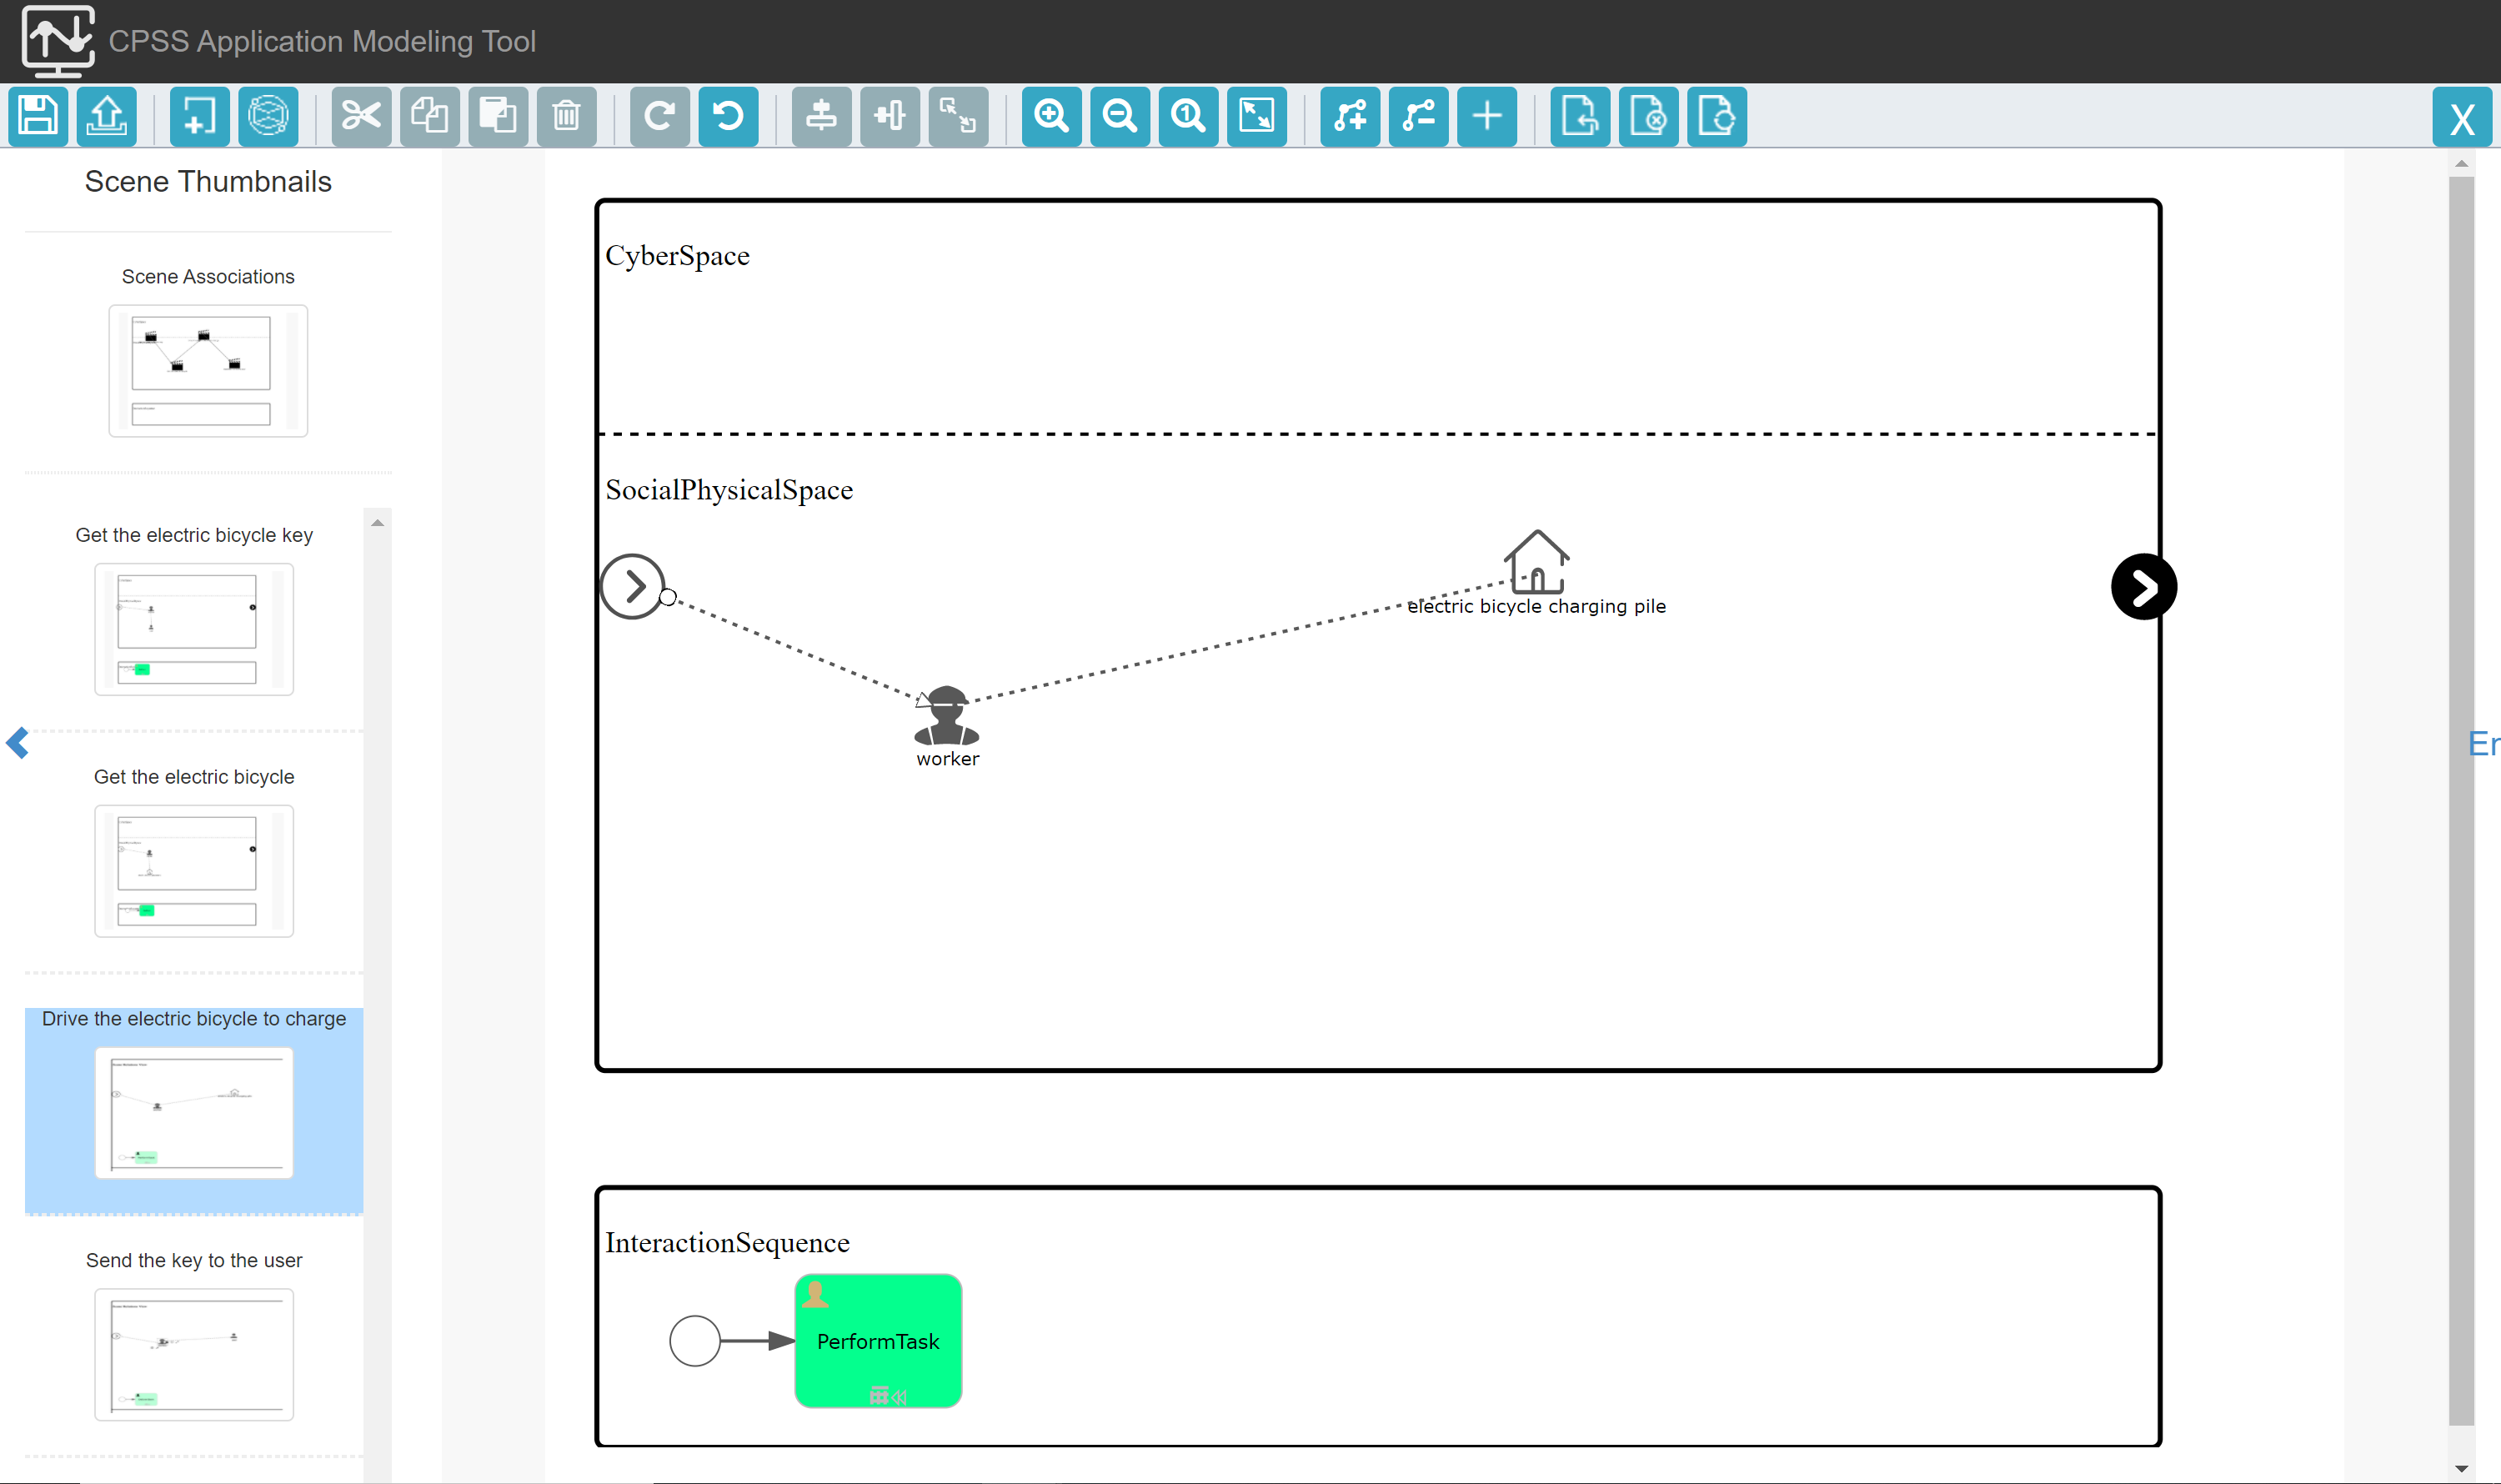 CPSS Application Modeling Tool
X
Scene Thumbnails
Scene Associations
Get the electric bicycle key
Get the electric bicycle
Drive the electric bicycle to charge
Send the key to the user
CyberSpace
SocialPhysicalSpace
electric bicycle charging pile
worker
InteractionSequence
PerformTask